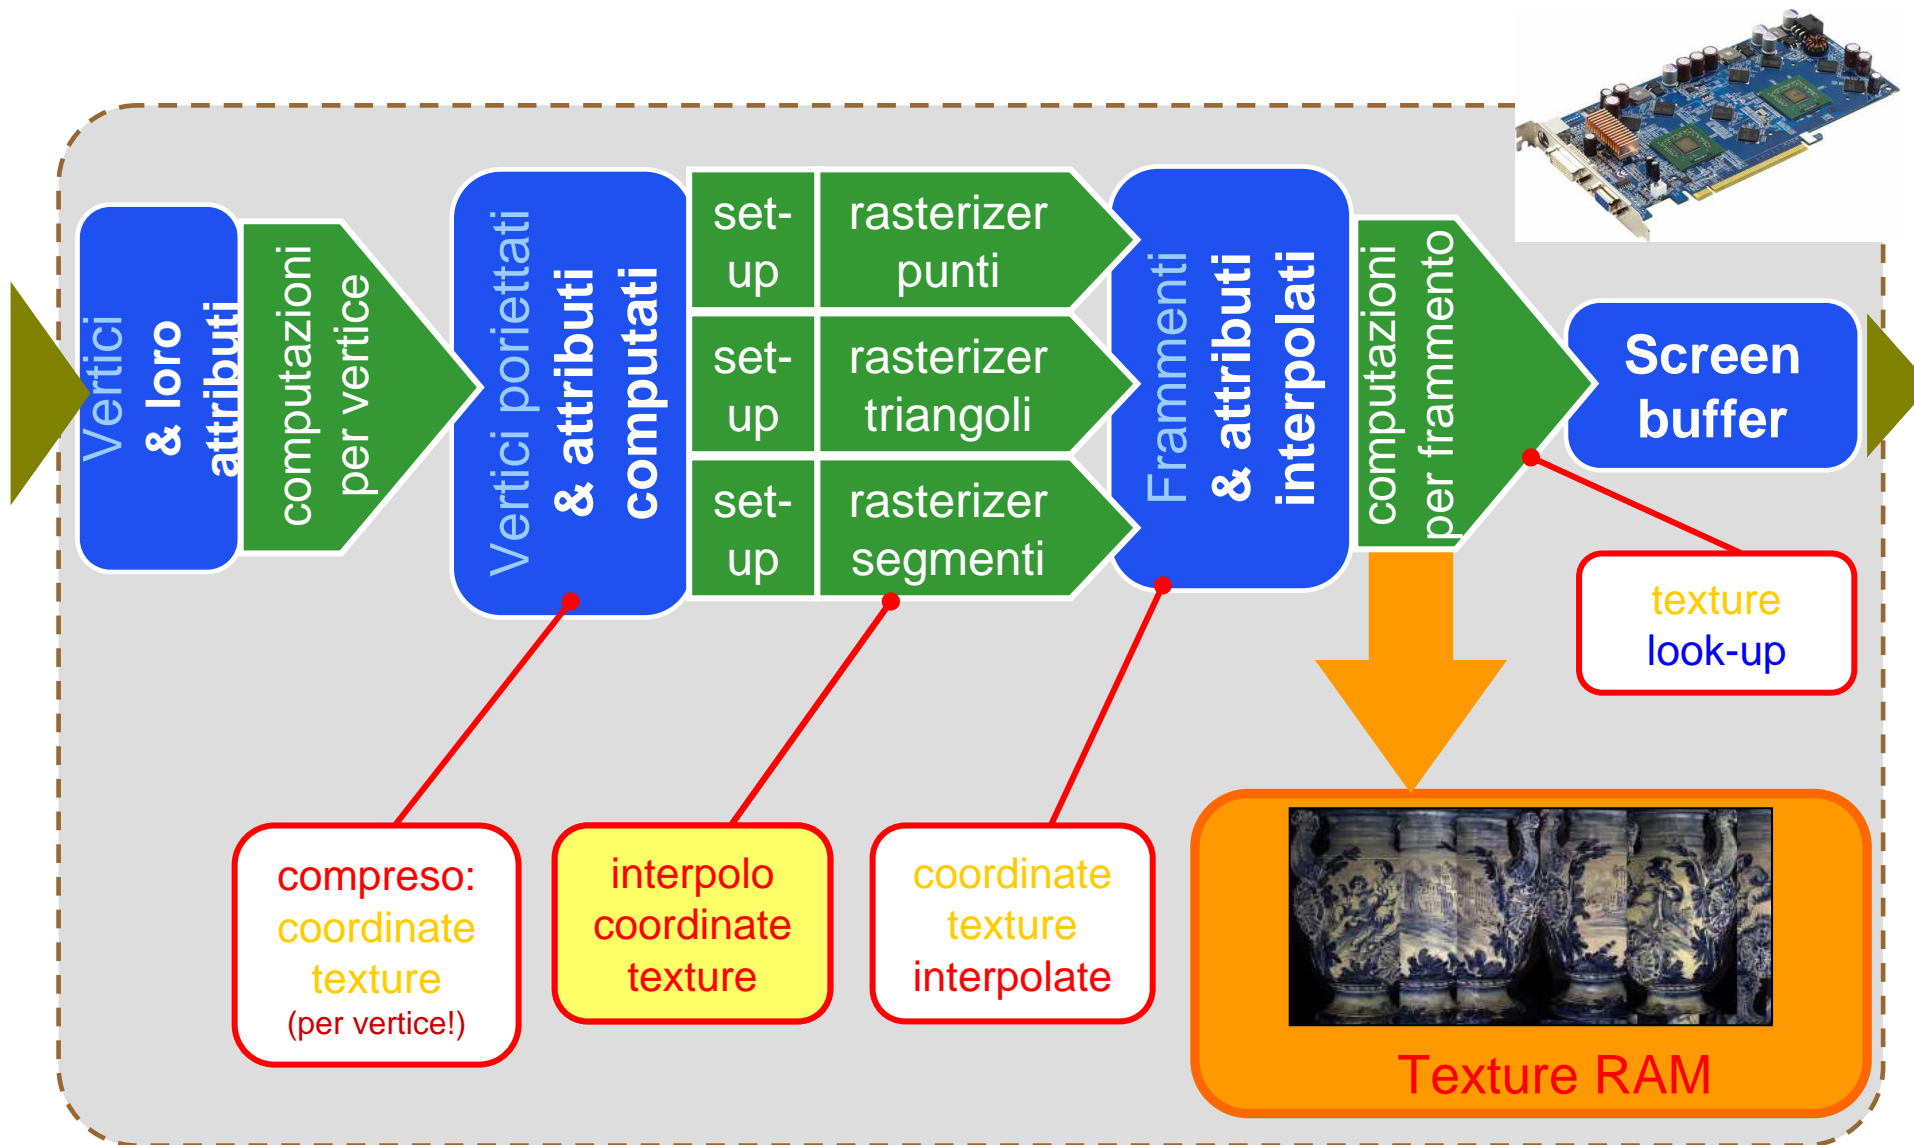 Vertici
& loro
attributi
computazioni
per vertice
Vertici poriettati
& attributi
computati
set-
up
rasterizer
punti
set-
up
rasterizer
triangoli
set-
up
rasterizer
segmenti
Frammenti
& attributi
interpolati
computazioni
per frammento
Screen
buffer
texture
look-up
compreso:
coordinate
texture
(per vertice!)
interpolo
coordinate
texture
coordinate
texture
interpolate
Texture RAM